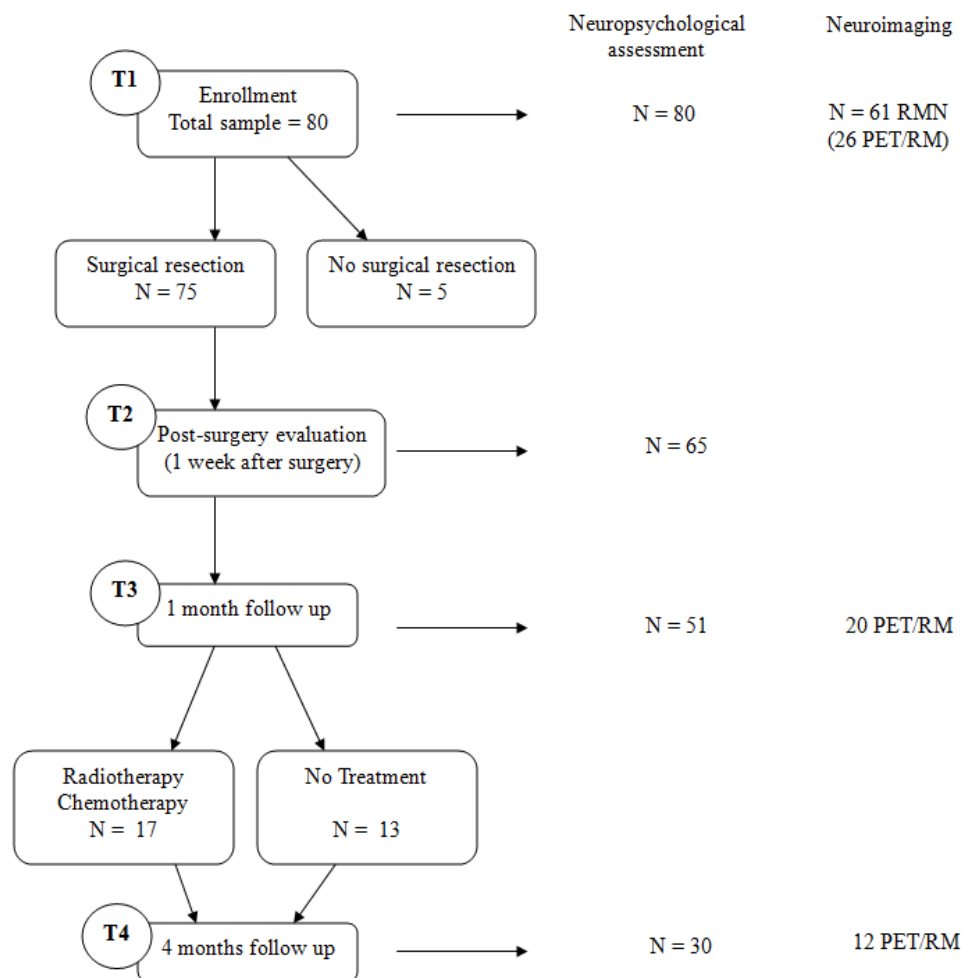 Neuropsychological
assessment
Neuroimaging
T1
Enrollment
Total sample = 80
N = 80
N = 61 RMN
(26 PET/RM)
Surgical resection
N = 75
No surgical resection
N = 5
T2
Post-surgery evaluation
(1 week after surgery)
N = 65
T3
1 month follow up
N = 51
20 PET/RM
Radiotherapy
Chemotherapy
N = 17
No Treatment
N = 13
T4
4 months follow up
N = 30
12 PET/RM